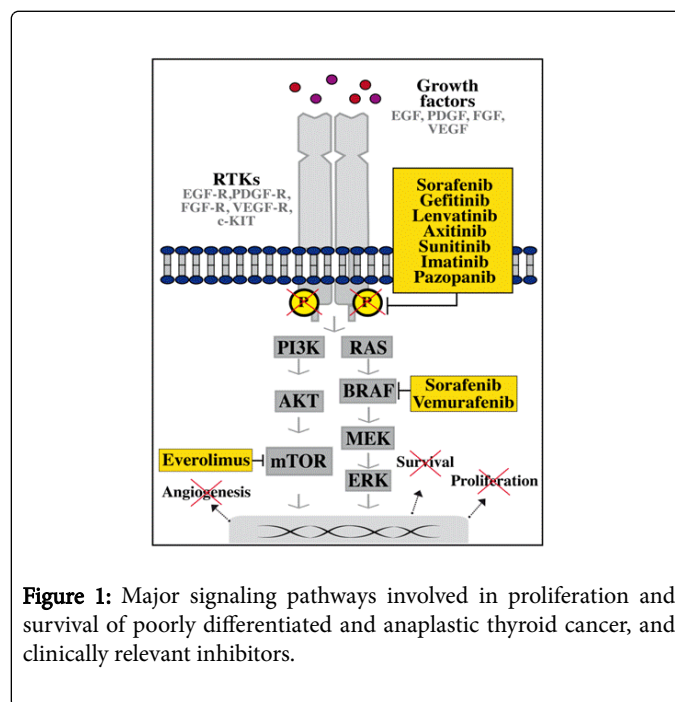 Growth
factors
EGF, PDGF, FGF,
VEGF
RTKs
EGF-R,PDGF-R,
FGF-R, VEGF-R,
c-KIT
Sorafenib
Gefitinib
Lenvatinib
Axitinib
Sunitinib
Imatinib
Pazopanib
P
P
PI3K
RAS
AKT
BRAF
Sorafenib
Vemurafenib
MEK
Everolimus
mTOR
ERK
Survival
Proliferation
Angiogenesis
Figure 1: Major signaling pathways involved in proliferation and
survival of poorly differentiated and anaplastic thyroid cancer, and
clinically relevant inhibitors.